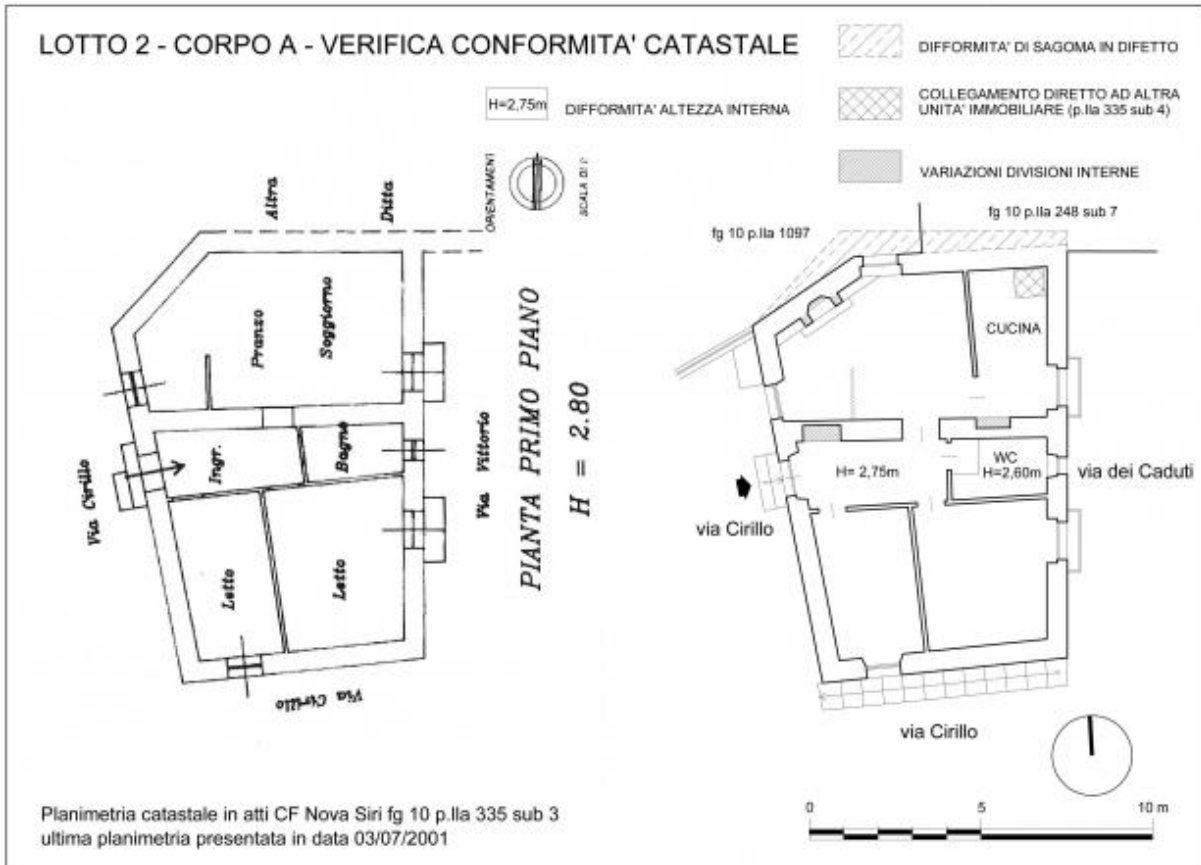 LOTTO 2 - CORPO A - VERIFICA CONFORMITA' CATASTALE
DIFFORMITA' DI SAGOMA IN DIFETTO
H=2,75m
DIFFORMITA' ALTEZZA INTERNA
COLLEGAMENTO DIRETTO AD ALTRA
UNITA' IMMOBILIARE (p.lla 335 sub 4)
VARIAZIONI DIVISIONI INTERNE
ORIENTAMENTO
SCALA DI 1:
Altra
Ditta
Pranzo
Soggiorno
Ingr.
Bagno
Via Cirillo
Via Vittorio
Letto
Letto
Via Cirillo
PIANTA PRIMO PIANO
H = 2.80
fg 10 p.lla 1097
fg 10 p.lla 248 sub 7
CUCINA
H= 2,75m
WC
H=2,60m
via dei Caduti
via Cirillo
via Cirillo
0
5
10 m
Planimetria catastale in atti CF Nova Siri fg 10 p.lla 335 sub 3
ultima planimetria presentata in data 03/07/2001